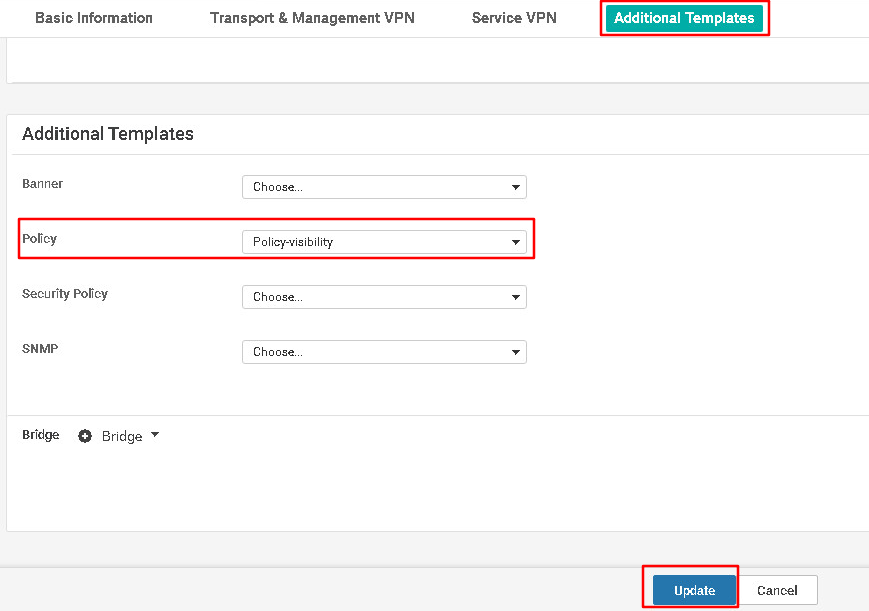 Basic Information Transport & Management VPN Service VPN Additional Templates
Additional Templates
Banner Choose...
Policy Policy-visibility
Security Policy Choose...
SNMP Choose...
Bridge Bridge
Update Cancel